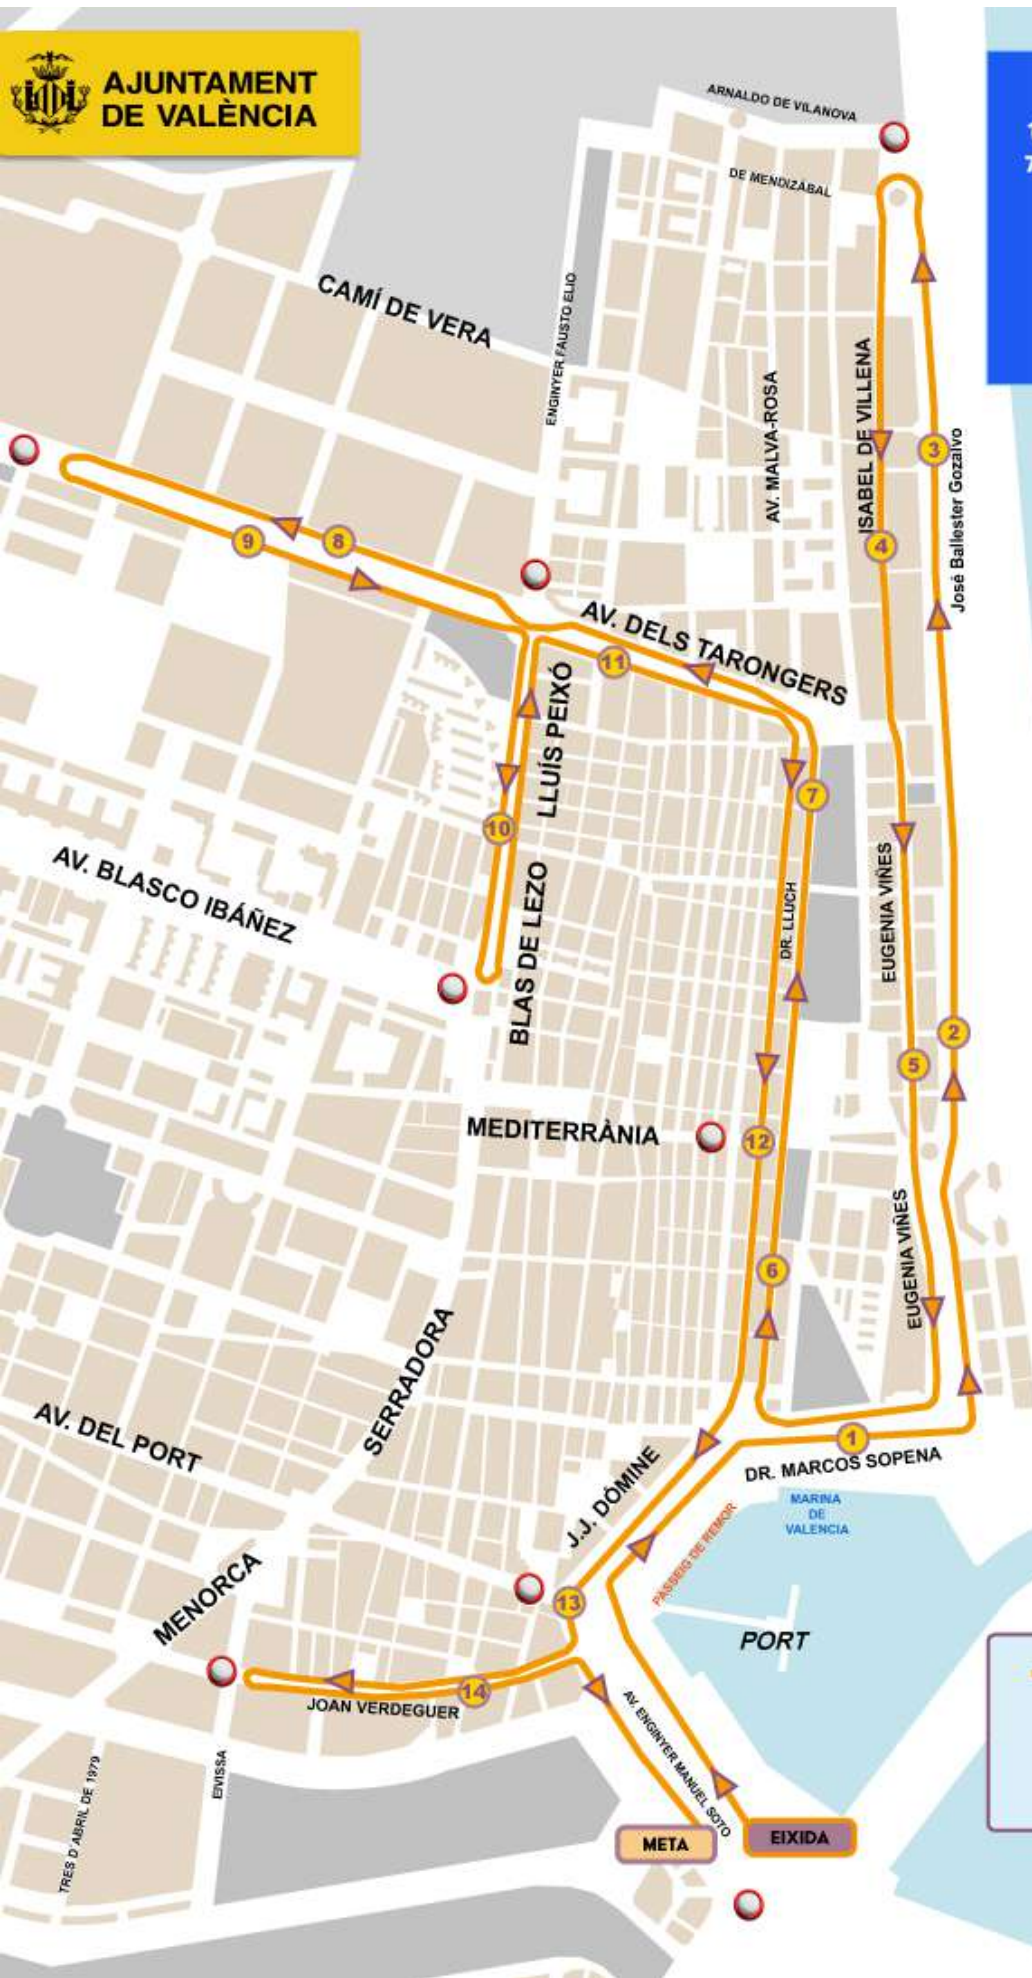 AJUNTAMENT
DE VALÈNCIA
ARNALDO DE VILANOVA
DE MENDIZÁBAL
CAMÍ DE VERA
ENGINYER FAUSTO ELIO
AV. MALVA-ROSA
ISABEL DE VILLENA
3
José Ballester Gozalvo
4
9
8
AV. DELS TARONGERS
11
LLUÍS PEIXÓ
7
10
AV. BLASCO IBÁÑEZ
BLAS DE LEZO
DR. LLUCH
EUGENIA VIÑES
2
5
MEDITERRÀNIA
12
EUGENIA VIÑES
6
SERRADORA
AV. DEL PORT
1
DR. MARCOS SOPENA
J.J. DÓMINE
MARINA
DE
VALENCIA
PASSEIG DE REMOR
MENORCA
13
PORT
14
JOAN VERDEGUER
AV. ENGINYER MANUEL SOTO
EIVISSA
TRES D'ABRIL DE 1979
META
EIXIDA